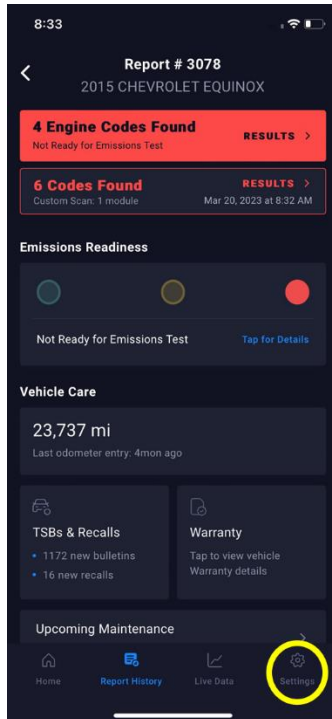 8:33
Report # 3078
2015 CHEVROLET EQUINOX
4 Engine Codes Found
RESULTS >
Not Ready for Emissions Test
6 Codes Found
RESULTS >
Custom Scan: 1 module
Mar 20, 2023 at 8:32 AM
Emissions Readiness
Not Ready for Emissions Test
Tap for Details
Vehicle Care
23,737 mi
Last odometer entry: 4mon ago
TSBs & Recalls
• 1172 new bulletins
• 16 new recalls
Warranty
Tap to view vehicle
Warranty details
Upcoming Maintenance
Home
Report History
Live Data
Settings